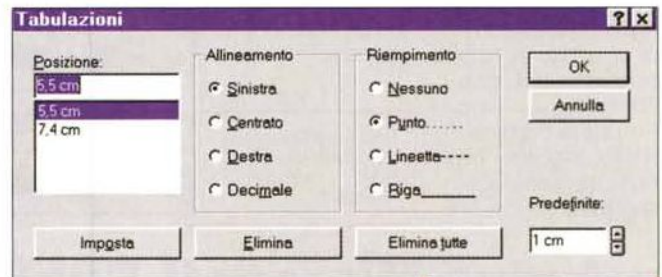 Tabulazioni
Posizione:
5,5 cm
5,5 cm
7,4 cm
Allineamento
Sinistra
Centrato
Destra
Decimale
Riempimento
Nessuno
Punto......
Lineetta----
Riga______
OK
Annulla
Predefinite:
1 cm
Imposta
Elimina
Elimina tutte